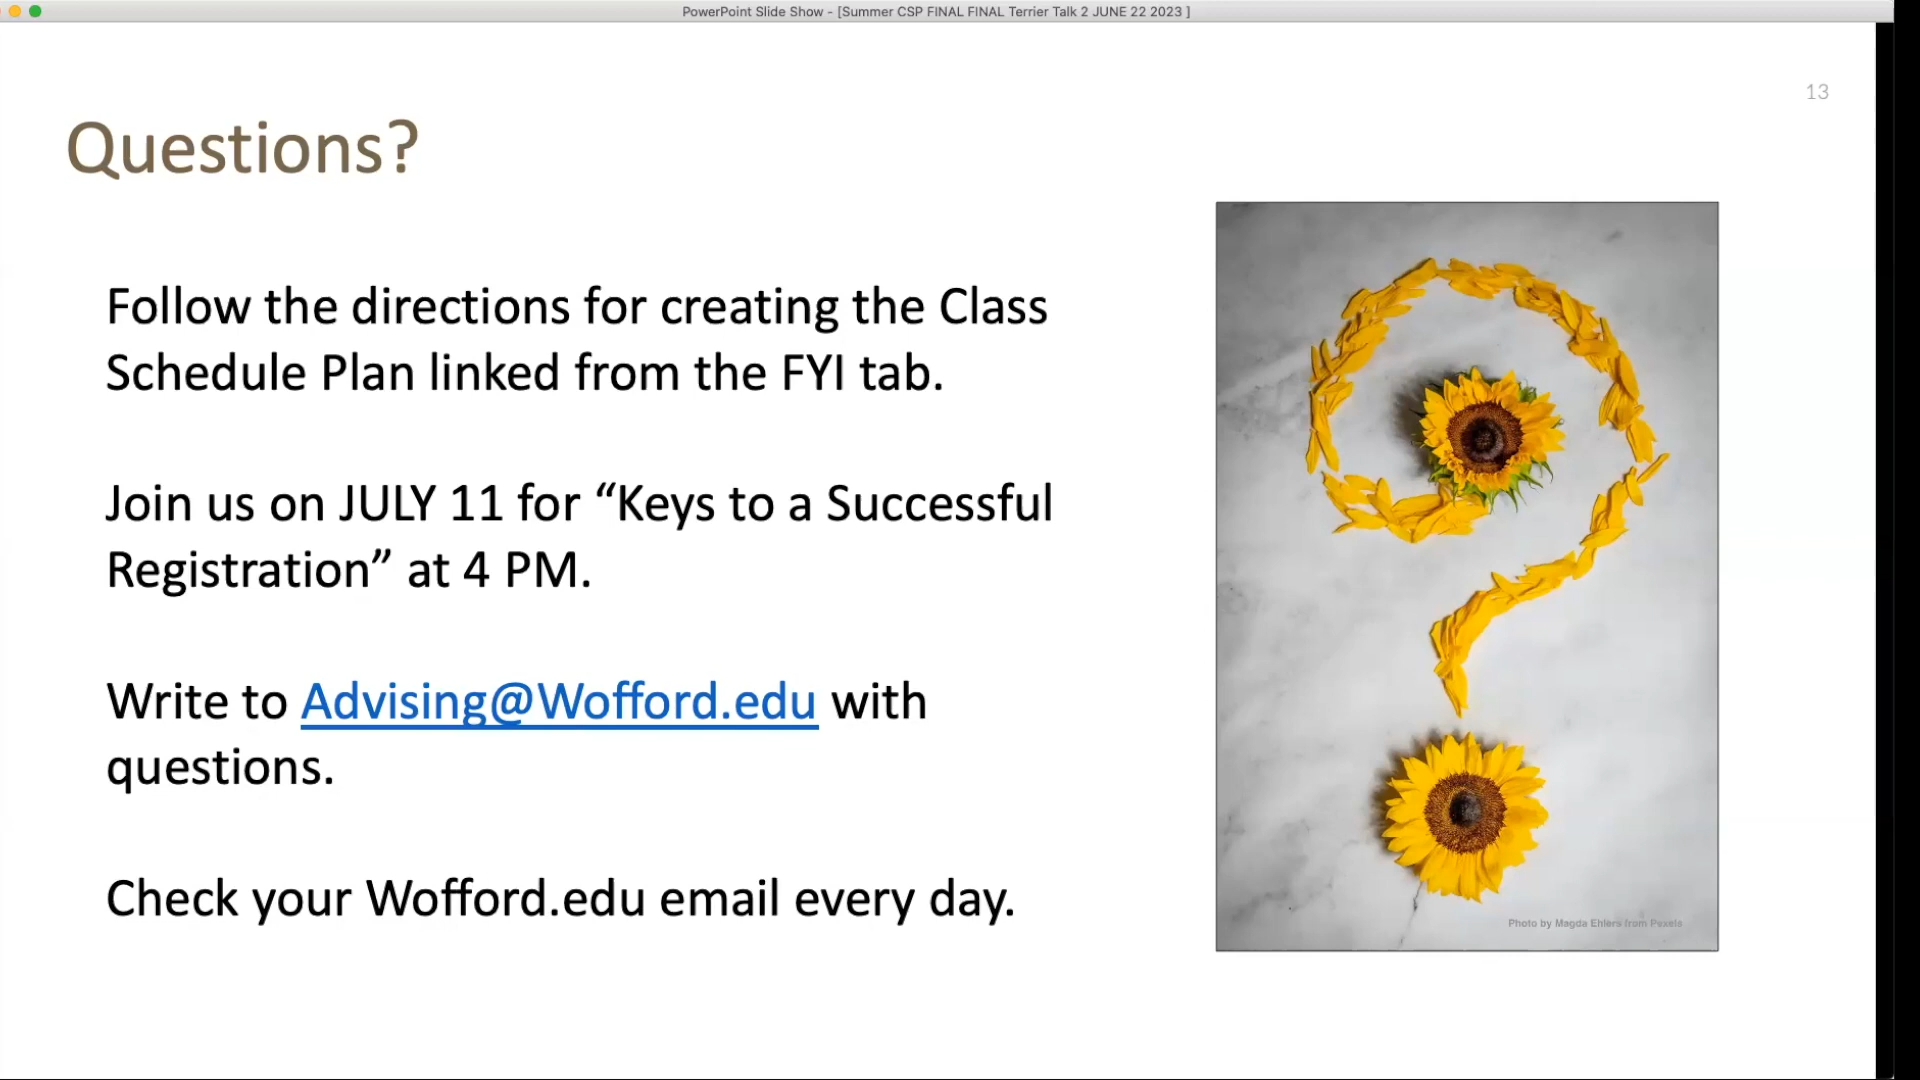 PowerPoint Slide Show - [Summer CSP FINAL FINAL Terrier Talk 2 JUNE 22 2023 ]
13
Questions?
Follow the directions for creating the Class
Schedule Plan linked from the FYI tab.
Join us on JULY 11 for “Keys to a Successful
Registration” at 4 PM.
Write to Advising@Wofford.edu with
questions.
Check your Wofford.edu email every day.
Photo by Magda Ehlers from Pexels